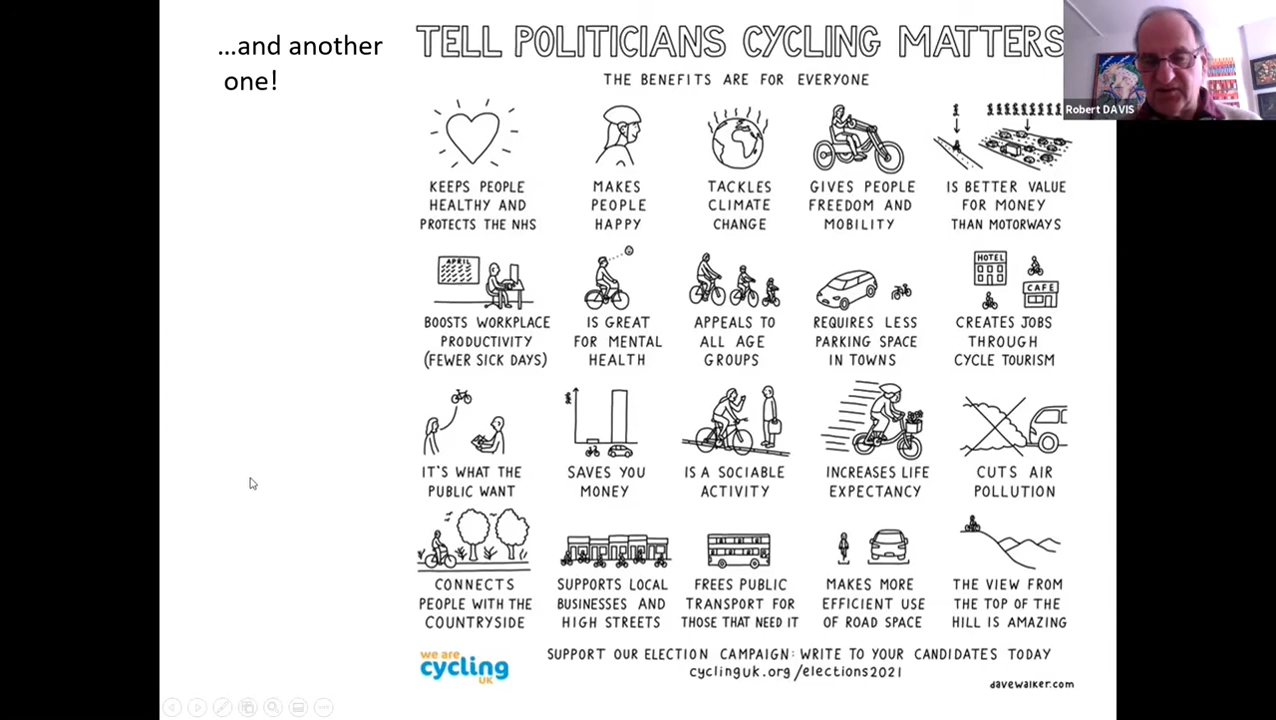 ...and another
one!
TELL POLITICIANS CYCLING MATTERS
THE BENEFITS ARE FOR EVERYONE
Robert DAVIS
KEEPS PEOPLE
HEALTHY AND
PROTECTS THE NHS
MAKES
PEOPLE
HAPPY
TACKLES
CLIMATE
CHANGE
GIVES PEOPLE
FREEDOM AND
MOBILITY
IS BETTER VALUE
FOR MONEY
THAN MOTORWAYS
APRIL
BOOSTS WORKPLACE
PRODUCTIVITY
(FEWER SICK DAYS)
IS GREAT
FOR MENTAL
HEALTH
APPEALS TO
ALL AGE
GROUPS
REQUIRES LESS
PARKING SPACE
IN TOWNS
HOTEL
CAFE
CREATES JOBS
THROUGH
CYCLE TOURISM
IT'S WHAT THE
PUBLIC WANT
SAVES YOU
MONEY
IS A SOCIABLE
ACTIVITY
INCREASES LIFE
EXPECTANCY
CUTS AIR
POLLUTION
CONNECTS
PEOPLE WITH THE
COUNTRYSIDE
SUPPORTS LOCAL
BUSINESSES AND
HIGH STREETS
FREES PUBLIC
TRANSPORT FOR
THOSE THAT NEED IT
MAKES MORE
EFFICIENT USE
OF ROAD SPACE
THE VIEW FROM
THE TOP OF THE
HILL IS AMAZING
we are
cycling
UK
SUPPORT OUR ELECTION CAMPAIGN: WRITE TO YOUR CANDIDATES TODAY
cyclinguk.org/elections2021
davewalker.com